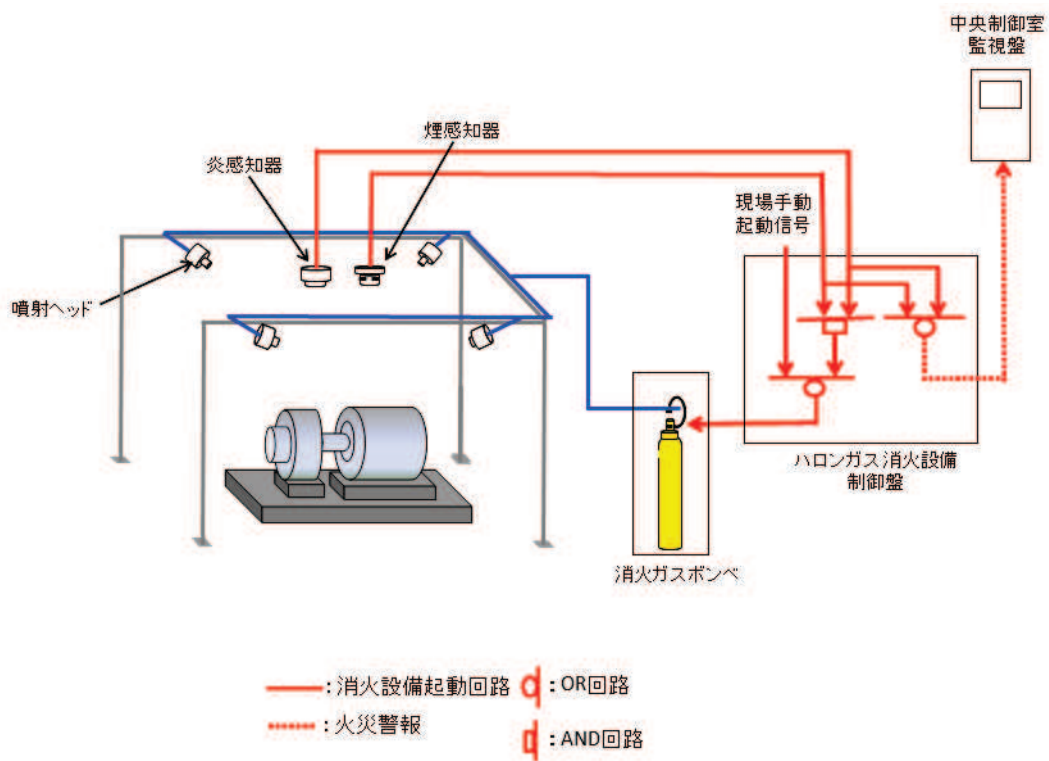 中央制御室
監視盤
煙感知器
炎感知器
現場手動
起動信号
噴射ヘッド
ハロンガス消火設備
制御盤
消火ガスボンベ
：消火設備起動回路
：OR回路
：火災警報
：AND回路